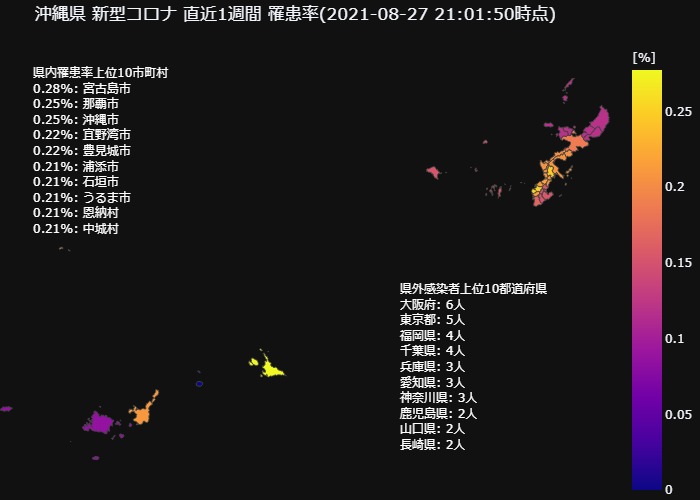 沖縄県 新型コロナ 直近1週間 罹患率(2021-08-27 21:01:50時点)
県内罹患率上位10市町村
0.28%: 宮古島市
0.25%: 那覇市
0.25%: 沖縄市
0.22%: 宜野湾市
0.22%: 豊見城市
0.21%: 浦添市
0.21%: 石垣市
0.21%: うるま市
0.21%: 恩納村
0.21%: 中城村
県外感染者上位10都道府県
大阪府: 6人
東京都: 5人
福岡県: 4人
千葉県: 4人
兵庫県: 3人
愛知県: 3人
神奈川県: 3人
鹿児島県: 2人
山口県: 2人
長崎県: 2人
[%]
0.25
0.2
0.15
0.1
0.05
0